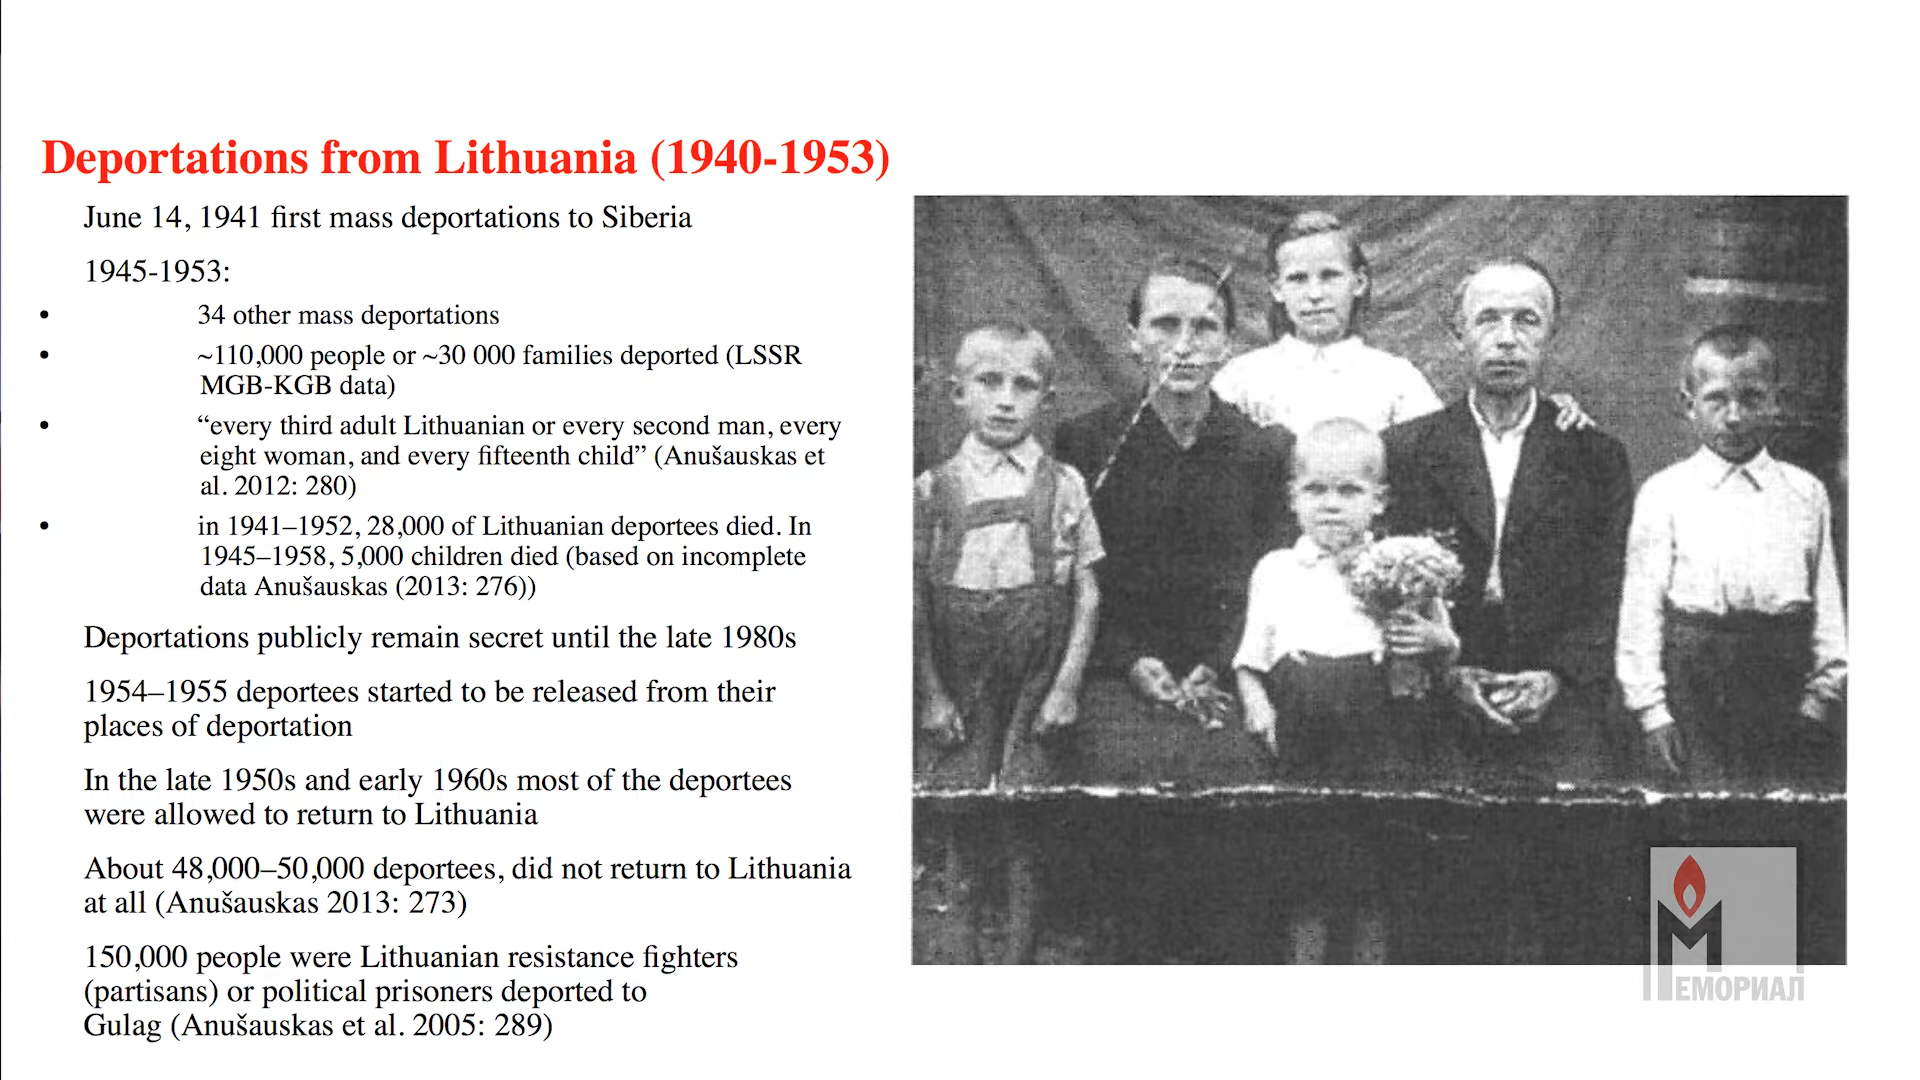 Deportations from Lithuania (1940-1953)
June 14, 1941 first mass deportations to Siberia
1945-1953:
• 34 other mass deportations
• ~110,000 people or ~30 000 families deported (LSSR
MGB-KGB data)
• “every third adult Lithuanian or every second man, every
eight woman, and every fifteenth child” (Anušauskas et
al. 2012: 280)
• in 1941–1952, 28,000 of Lithuanian deportees died. In
1945–1958, 5,000 children died (based on incomplete
data Anušauskas (2013: 276))
Deportations publicly remain secret until the late 1980s
1954–1955 deportees started to be released from their
places of deportation
In the late 1950s and early 1960s most of the deportees
were allowed to return to Lithuania
About 48,000–50,000 deportees, did not return to Lithuania
at all (Anušauskas 2013: 273)
150,000 people were Lithuanian resistance fighters
(partisans) or political prisoners deported to
Gulag (Anušauskas et al. 2005: 289)
МЕМОРИАЛ